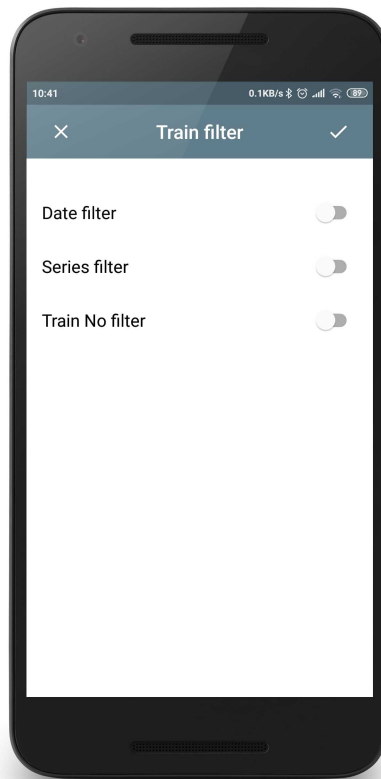 10:41 0.1KB/s 89
Train filter
Date filter
Series filter
Train No filter